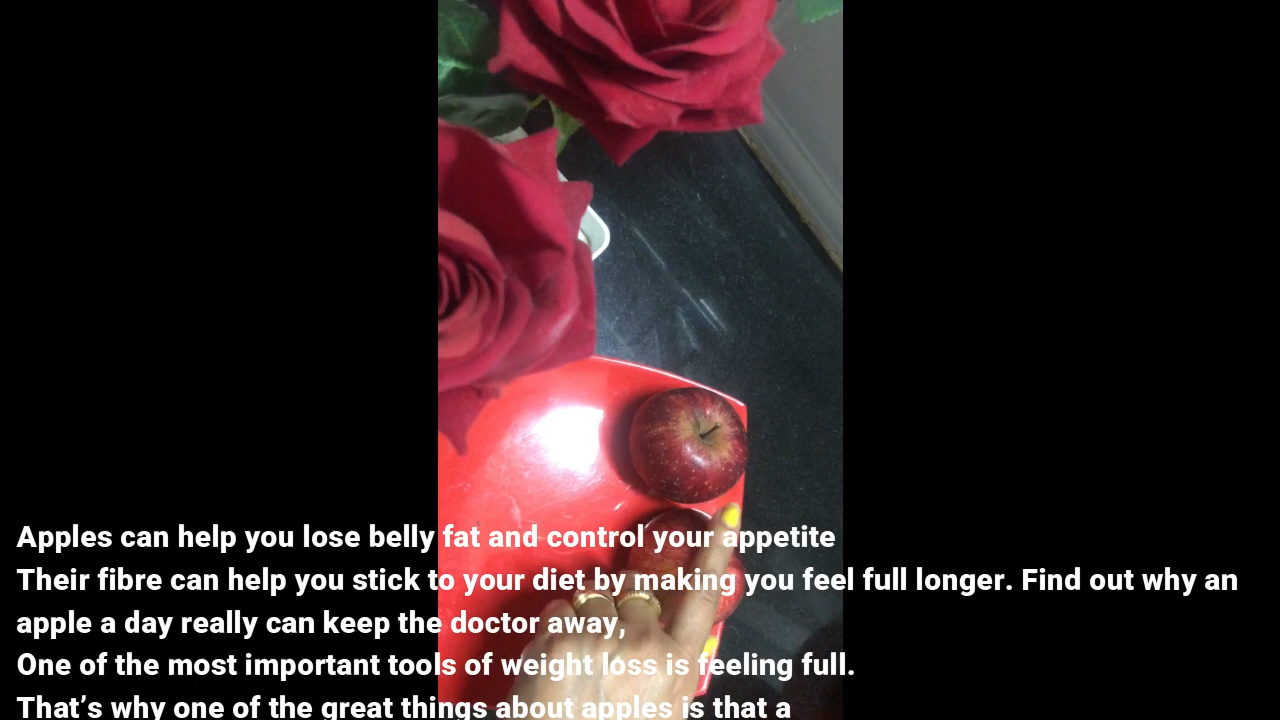 Apples can help you lose belly fat and control your appetite
Their fibre can help you stick to your diet by making you feel full longer. Find out why an
apple a day really can keep the doctor away,
One of the most important tools of weight loss is feeling full.
That’s why one of the great things about apples is that a